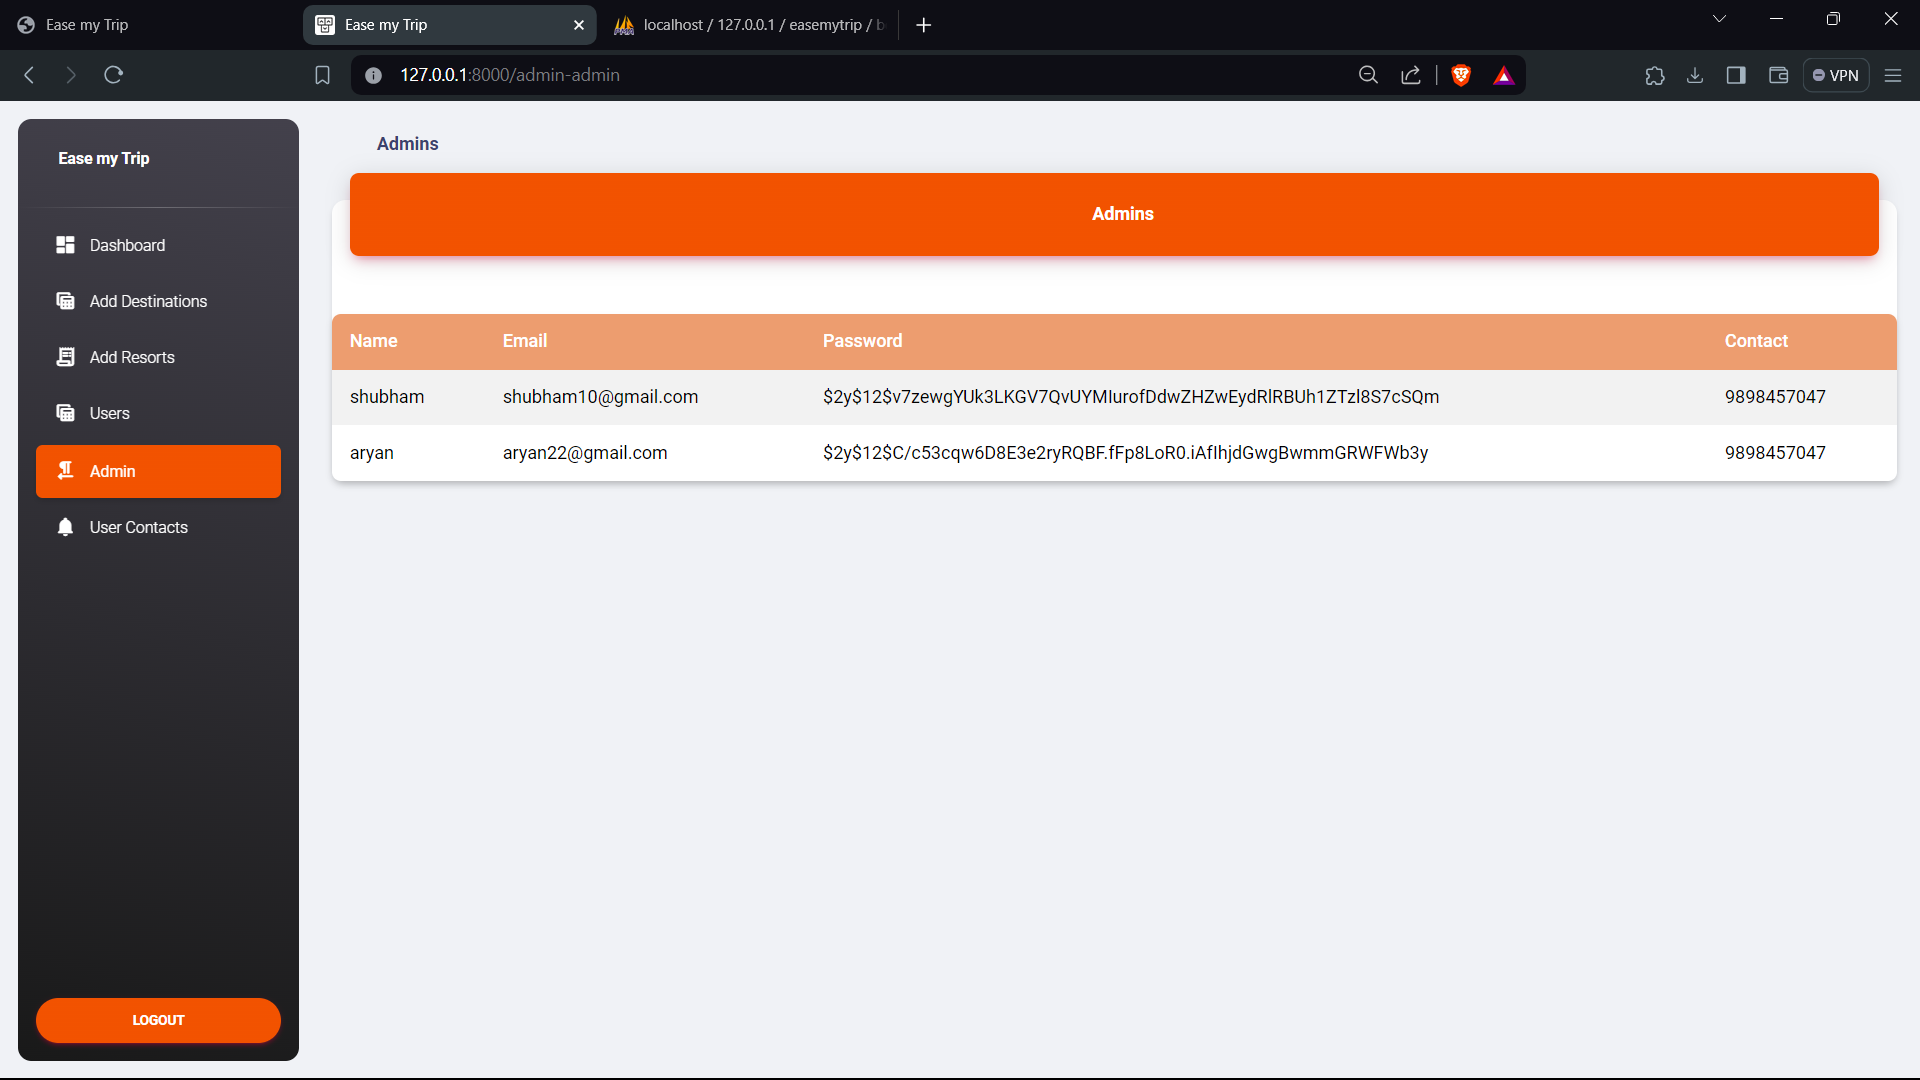 Ease my Trip
Ease my Trip
localhost / 127.0.0.1 / easemytrip / b
127.0.0.1:8000/admin-admin
VPN
Ease my Trip
Dashboard
Add Destinations
Add Resorts
Users
Admin
User Contacts
LOGOUT
Admins
Admins
Name Email Password Contact
shubham shubham10@gmail.com $2y$12$v7zewgYUk3LKGV7QvUYMlurofDdwZHZwEydRlRBUh1ZTzl8S7cSQm 9898457047
aryan aryan22@gmail.com $2y$12$C/c53cqw6D8E3e2ryRQBF.fFp8LoR0.iAflhjdGwgBwmmGRWFWb3y 9898457047